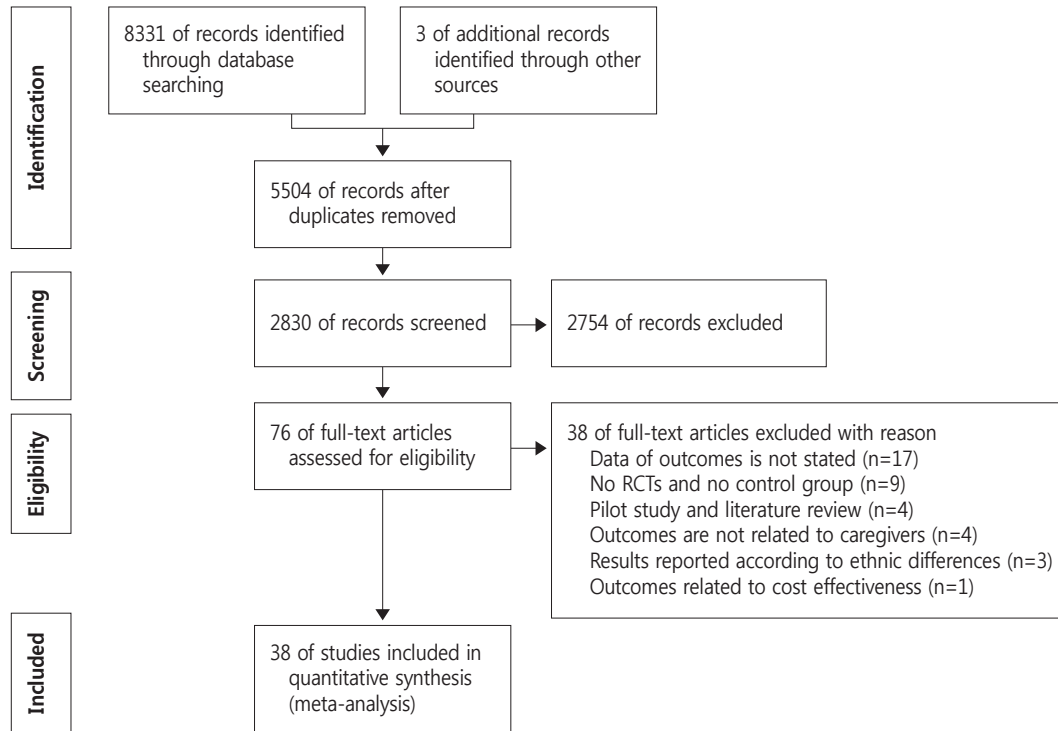 Identification
8331 of records identified
through database
searching
3 of additional records
identified through other
sources
5504 of records after
duplicates removed
Screening
2830 of records screened
2754 of records excluded
Eligibility
76 of full-text articles
assessed for eligibility
38 of full-text articles excluded with reason
Data of outcomes is not stated (n=17)
No RCTs and no control group (n=9)
Pilot study and literature review (n=4)
Outcomes are not related to caregivers (n=4)
Results reported according to ethnic differences (n=3)
Outcomes related to cost effectiveness (n=1)
Included
38 of studies included in
quantitative synthesis
(meta-analysis)